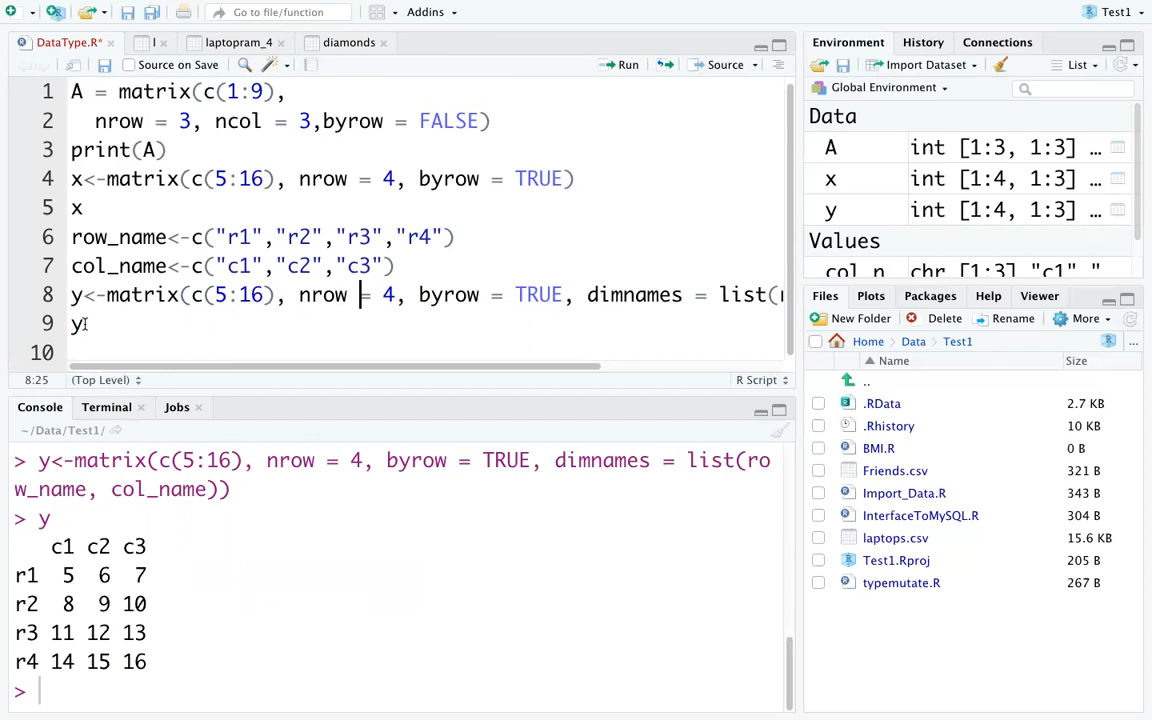 Go to file/function
Addins
Test1
DataType.R*
l
laptopram_4
diamonds
Source on Save
Run
Source
1 A = matrix(c(1:9),
2 nrow = 3, ncol = 3,byrow = FALSE)
3 print(A)
4 x<-matrix(c(5:16), nrow = 4, byrow = TRUE)
5 x
6 row_name<-c("r1","r2","r3","r4")
7 col_name<-c("c1","c2","c3")
8 y<-matrix(c(5:16), nrow = 4, byrow = TRUE, dimnames = list(
9 y
10
8:25
(Top Level)
R Script
Console
Terminal
Jobs
~/Data/Test1/
> y<-matrix(c(5:16), nrow = 4, byrow = TRUE, dimnames = list(ro
w_name, col_name))
> y
c1 c2 c3
r1 5 6 7
r2 8 9 10
r3 11 12 13
r4 14 15 16
>
Environment
History
Connections
Import Dataset
List
Global Environment
Data
A int [1:3, 1:3] …
x int [1:4, 1:3] …
y int [1:4, 1:3] …
Values
col_n chr [1:3] "c1" "
Files
Plots
Packages
Help
Viewer
New Folder
Delete
Rename
More
Home
Data
Test1
...
Name
Size
..
.RData 2.7 KB
.Rhistory 10 KB
BMI.R 0 B
Friends.csv 321 B
Import_Data.R 343 B
InterfaceToMySQL.R 304 B
laptops.csv 15.6 KB
Test1.Rproj 205 B
typemutate.R 267 B